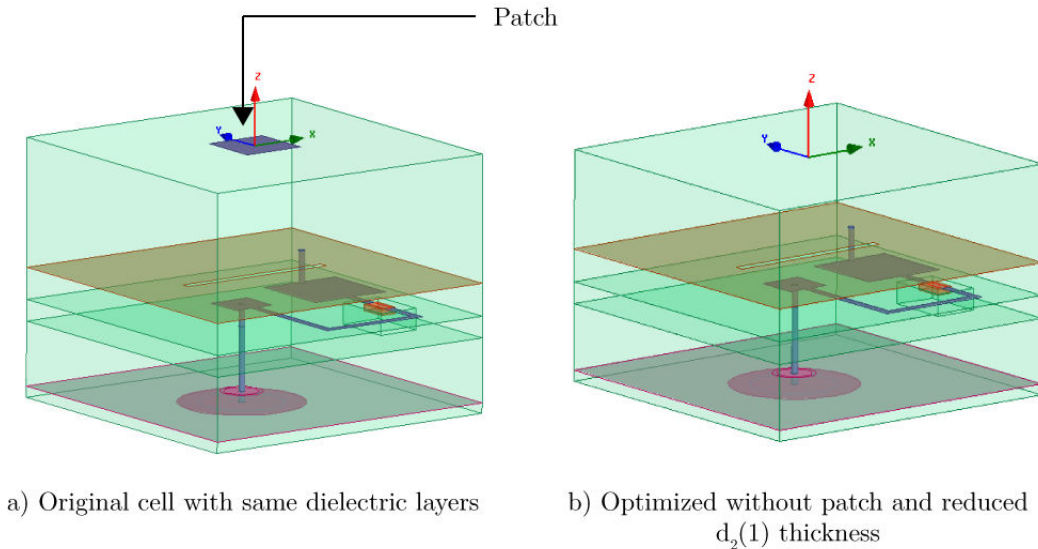 Patch
Z
Y
X
Z
Y
X
a) Original cell with same dielectric layers
b) Optimized without patch and reduced
d₂(1) thickness